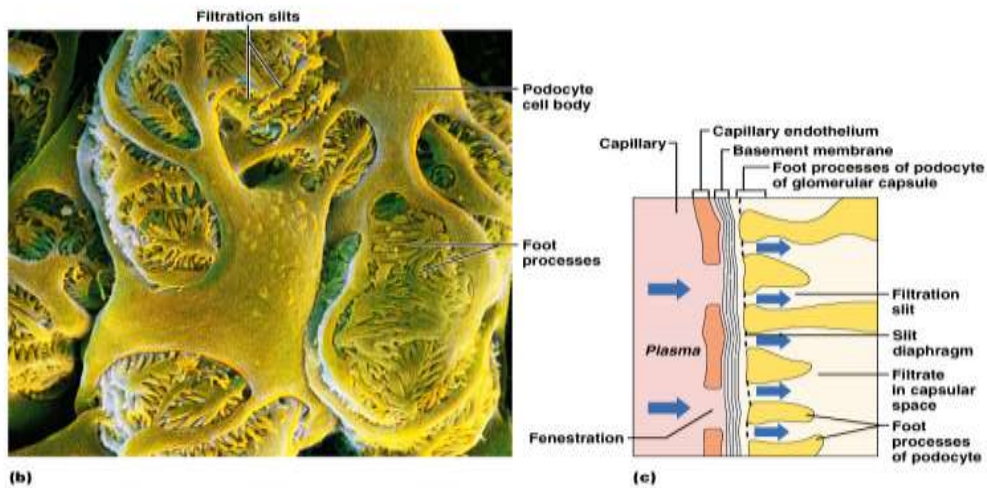 Filtration slits
Podocyte
cell body
Foot
processes
(b)
Capillary
Capillary endothelium
Basement membrane
Foot processes of podocyte
of glomerular capsule
Filtration
slit
Plasma
Slit
diaphragm
Filtrate
in capsular
space
Fenestration
Foot
processes
of podocyte
(c)